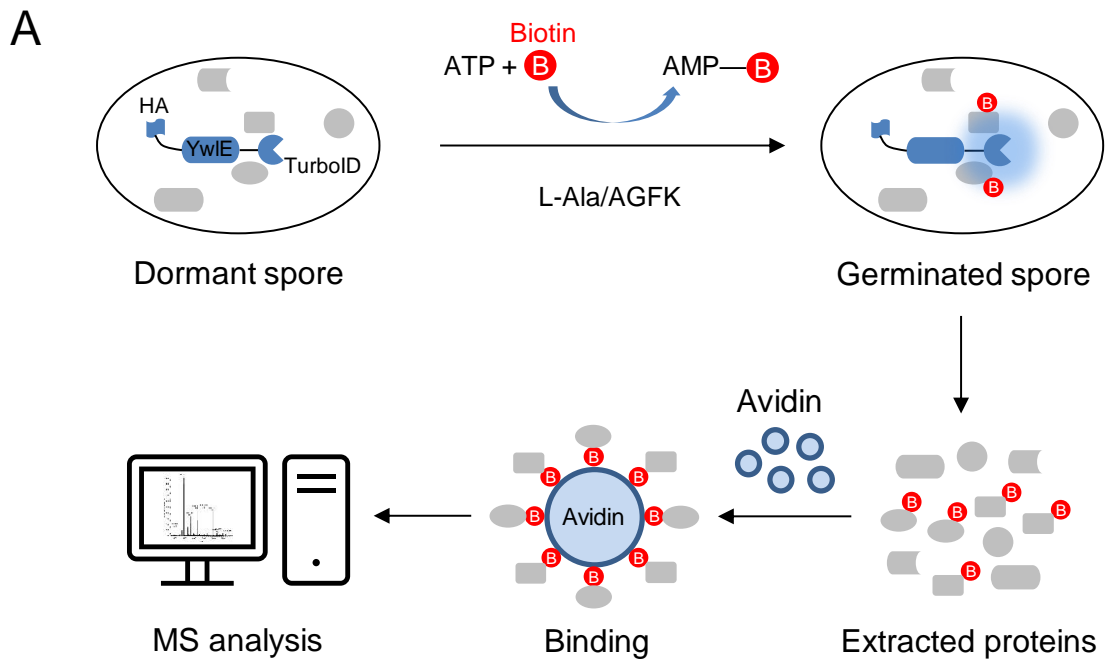 A
Biotin
ATP + B
AMP—B
HA
YwlE
TurboID
B
B
L-Ala/AGFK
Dormant spore
Germinated spore
Avidin
B
B
B
B
Avidin
B
B
B
B
B
B
B
B
B
MS analysis
Binding
Extracted proteins